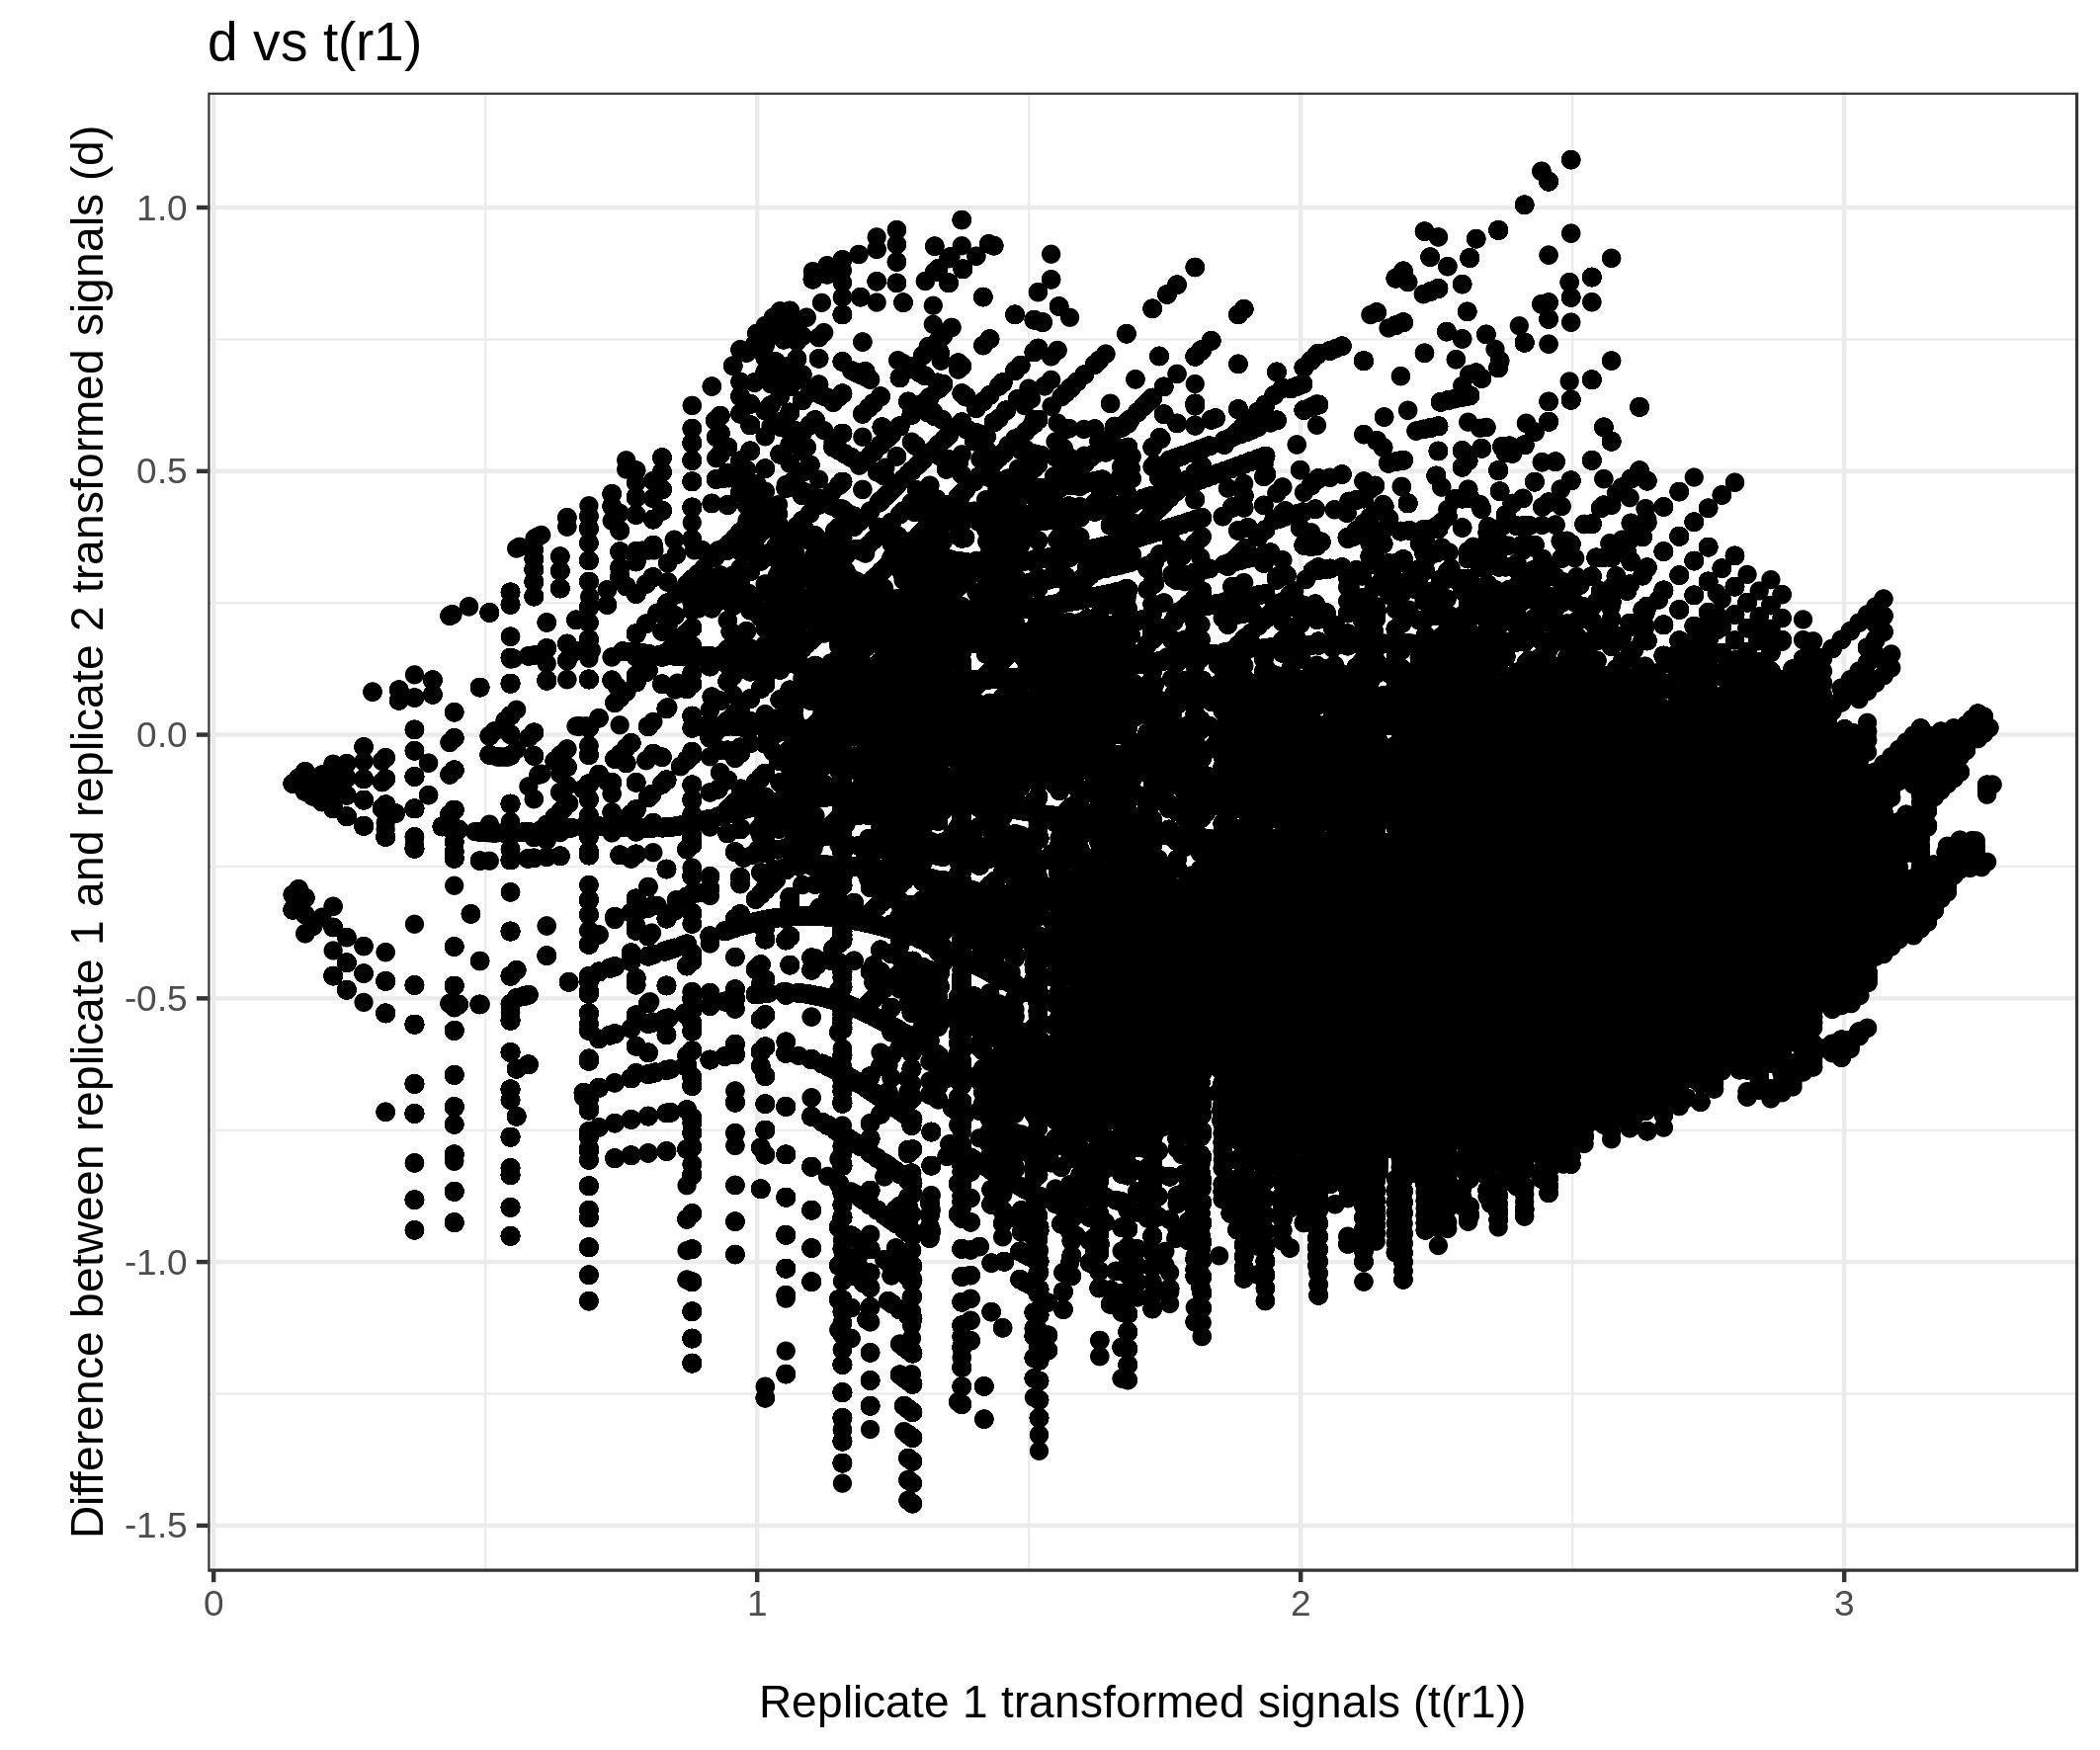 d vs t(r1)
Difference between replicate 1 and replicate 2 transformed signals (d)
1.0
0.5
0.0
-0.5
-1.0
-1.5
0 1 2 3
Replicate 1 transformed signals (t(r1))